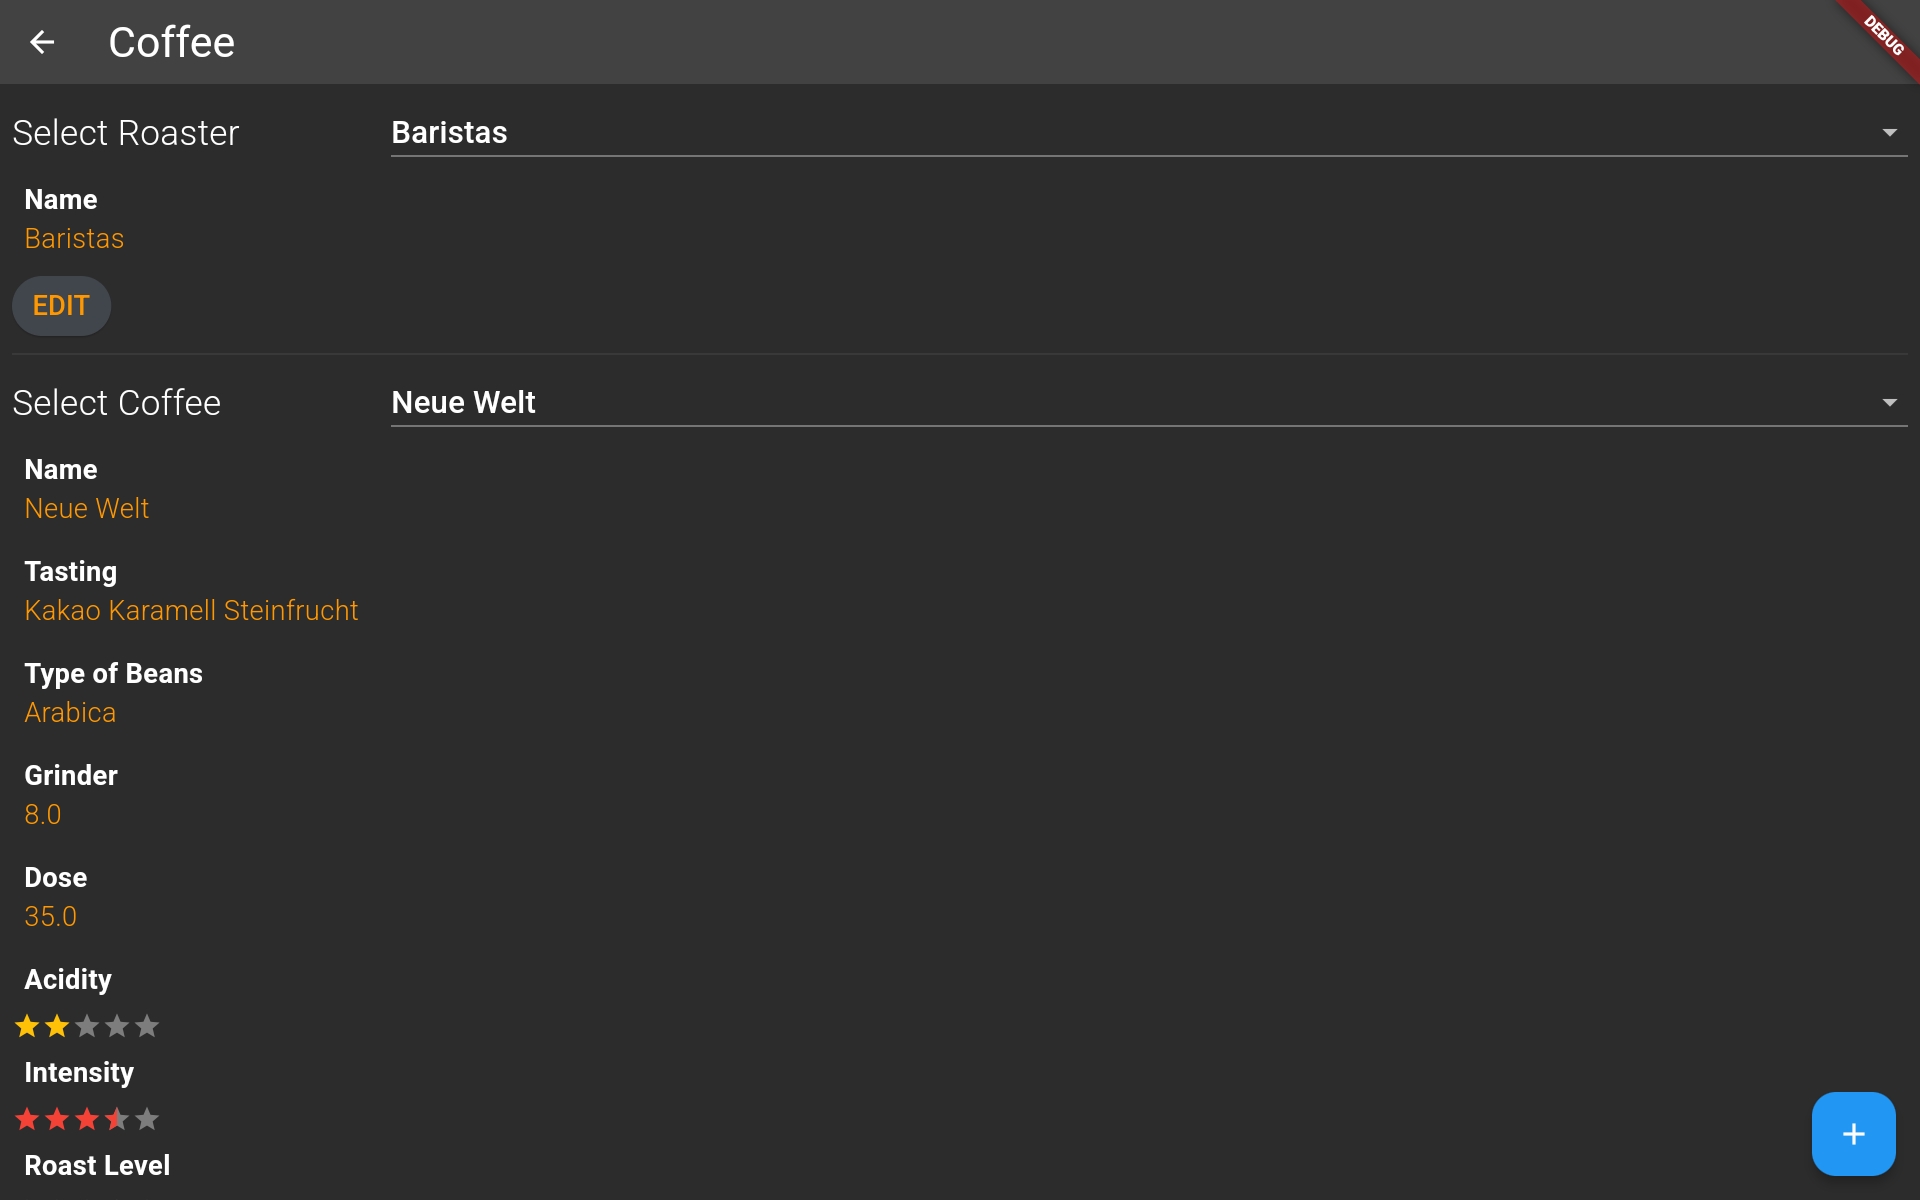 Coffee
DEBUG
Select Roaster
Baristas
Name
Baristas
EDIT
Select Coffee
Neue Welt
Name
Neue Welt
Tasting
Kakao Karamell Steinfrucht
Type of Beans
Arabica
Grinder
8.0
Dose
35.0
Acidity
Intensity
Roast Level